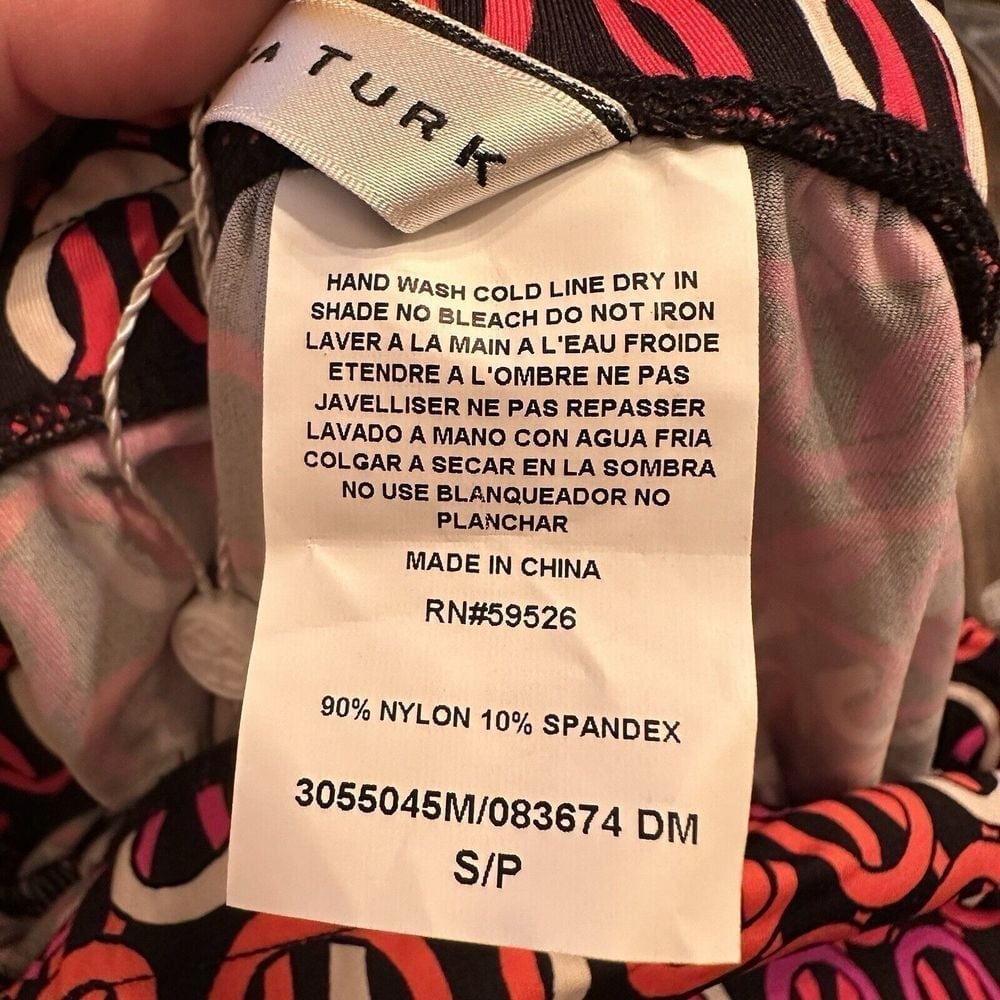 A TURK
HAND WASH COLD LINE DRY IN
SHADE NO BLEACH DO NOT IRON
LAVER A LA MAIN A L'EAU FROIDE
ETENDRE A L'OMBRE NE PAS
JAVELLISER NE PAS REPASSER
LAVADO A MANO CON AGUA FRIA
COLGAR A SECAR EN LA SOMBRA
NO USE BLANQUEADOR NO
PLANCHAR
MADE IN CHINA
RN#59526
90% NYLON 10% SPANDEX
3055045M/083674 DM
S/P